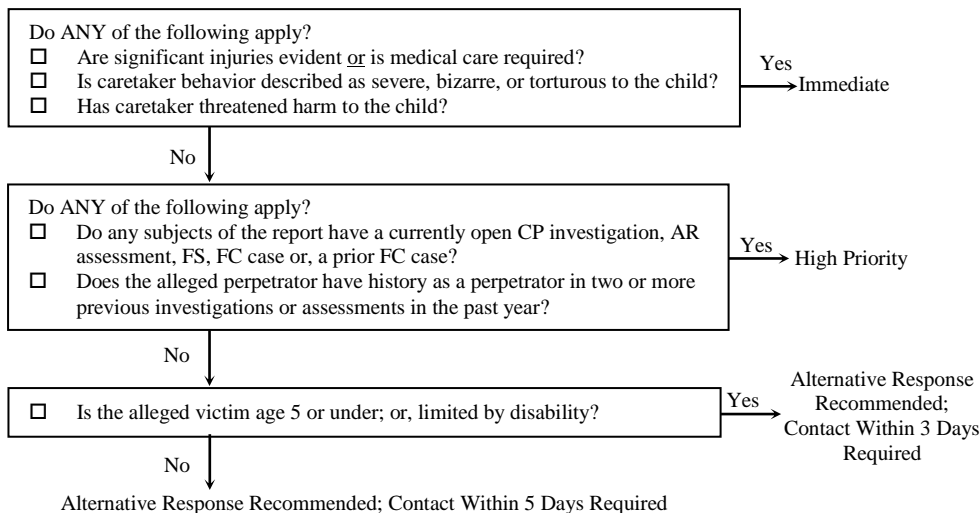 Do ANY of the following apply?
☐ Are significant injuries evident or is medical care required?
☐ Is caretaker behavior described as severe, bizarre, or torturous to the child?
☐ Has caretaker threatened harm to the child?
Yes
Immediate
No
Do ANY of the following apply?
☐ Do any subjects of the report have a currently open CP investigation, AR
assessment, FS, FC case or, a prior FC case?
☐ Does the alleged perpetrator have history as a perpetrator in two or more
previous investigations or assessments in the past year?
Yes
High Priority
No
☐ Is the alleged victim age 5 or under; or, limited by disability?
Yes
Alternative Response
Recommended;
Contact Within 3 Days
Required
No
Alternative Response Recommended; Contact Within 5 Days Required